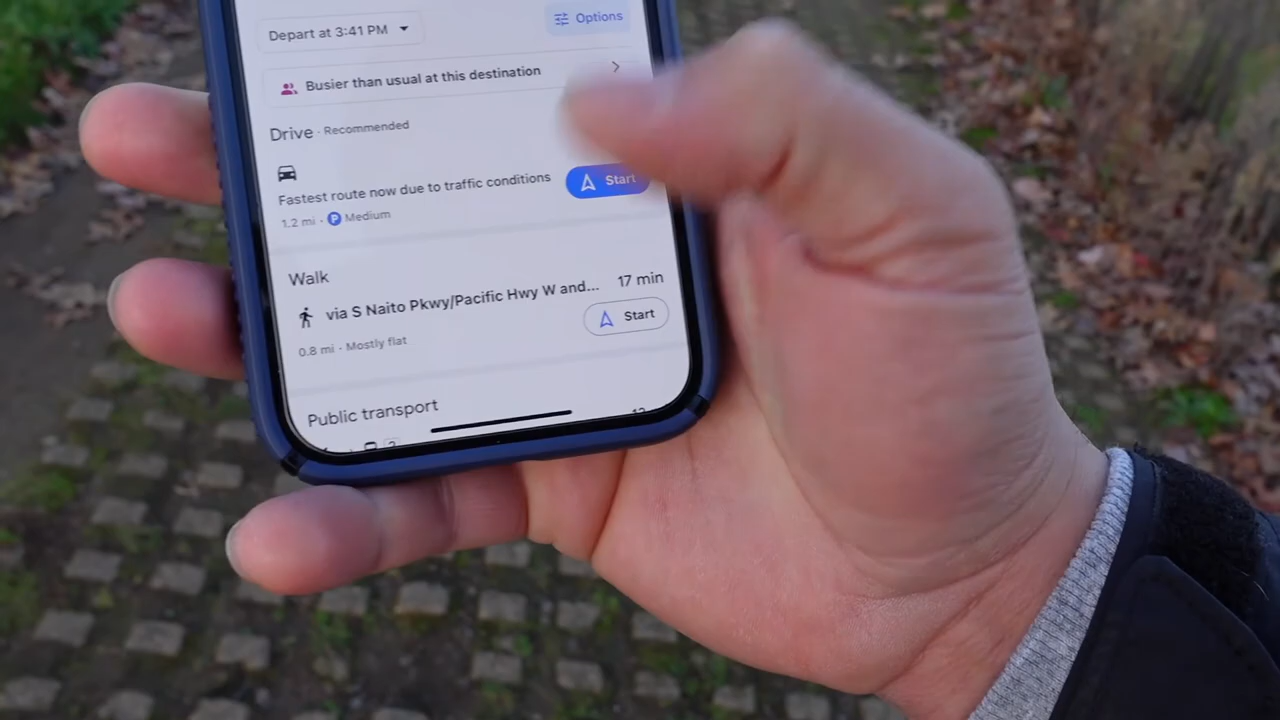 Depart at 3:41 PM
Options
Busier than usual at this destination
Drive · Recommended
Fastest route now due to traffic conditions
Start
1.2 mi · P Medium
Walk
17 min
via S Naito Pkwy/Pacific Hwy W and...
Start
0.8 mi · Mostly flat
Public transport